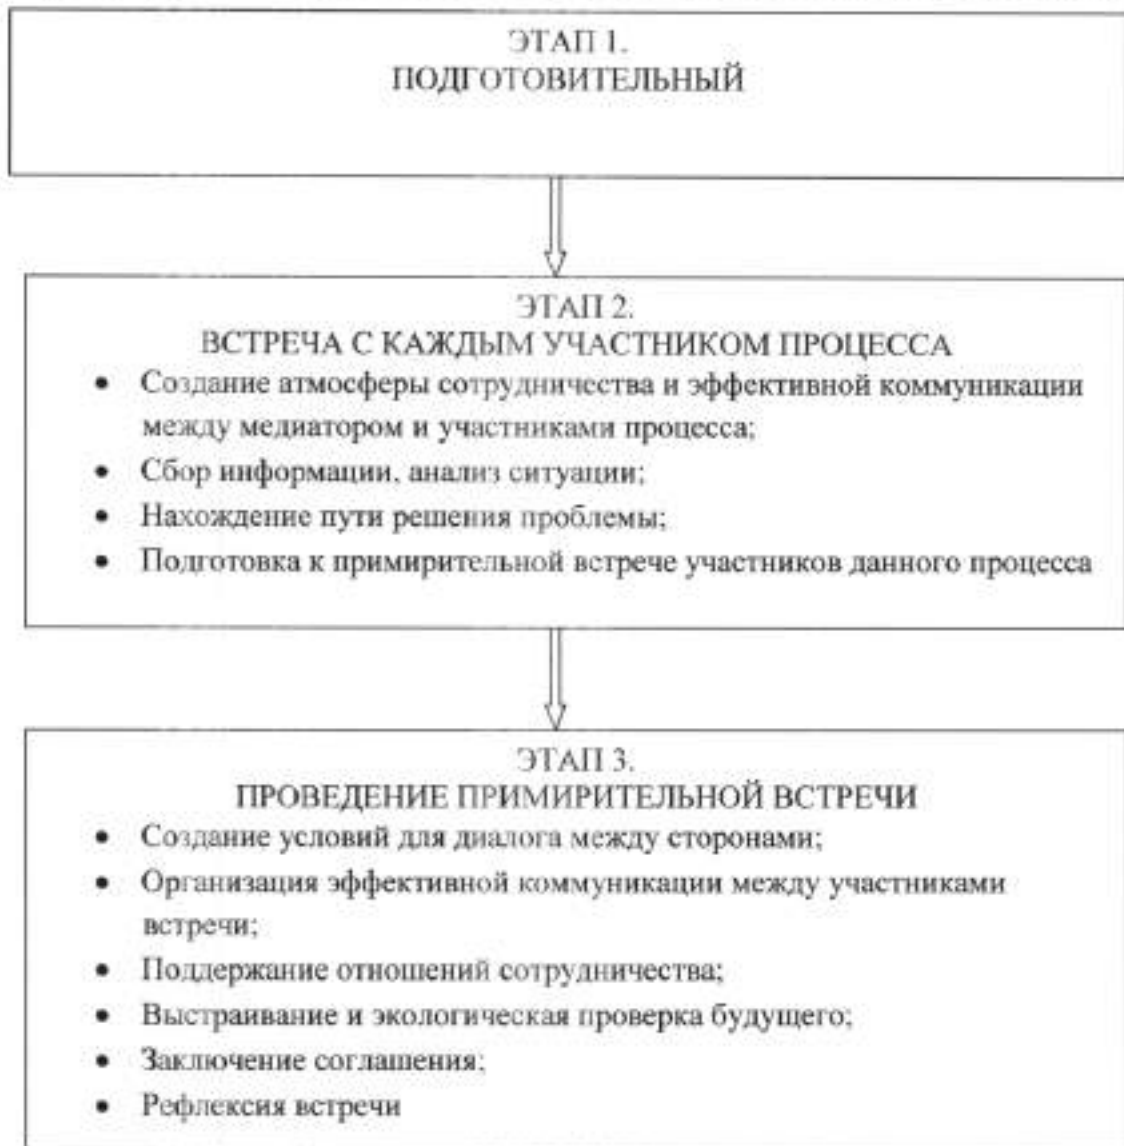 ЭТАП 1.
ПОДГОТОВИТЕЛЬНЫЙ
ЭТАП 2.
ВСТРЕЧА С КАЖДЫМ УЧАСТНИКОМ ПРОЦЕССА
• Создание атмосферы сотрудничества и эффективной коммуникации
между медиатором и участниками процесса;
• Сбор информации, анализ ситуации;
• Нахождение пути решения проблемы;
• Подготовка к примирительной встрече участников данного процесса
ЭТАП 3.
ПРОВЕДЕНИЕ ПРИМИРИТЕЛЬНОЙ ВСТРЕЧИ
• Создание условий для диалога между сторонами;
• Организация эффективной коммуникации между участниками
встречи;
• Поддержание отношений сотрудничества;
• Выстраивание и экологическая проверка будущего;
• Заключение соглашения;
• Рефлексия встречи